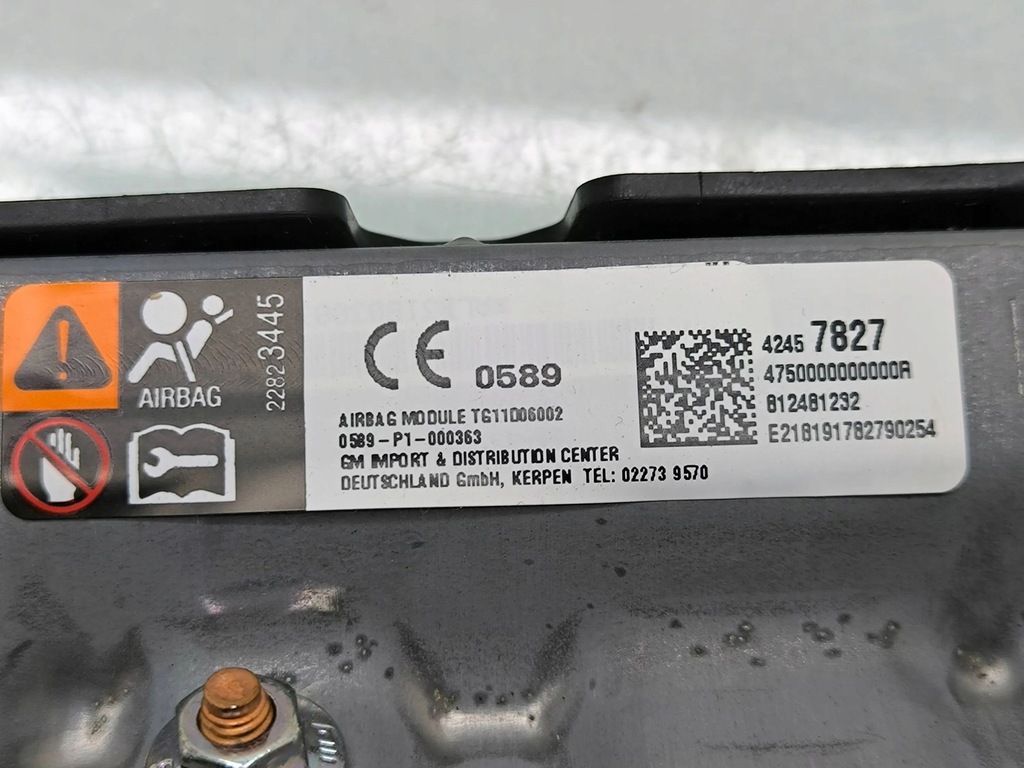 AIRBAG
22823445
CE 0589
AIRBAG MODULE TG11D06002
0589-P1-000363
GM IMPORT & DISTRIBUTION CENTER
DEUTSCHLAND GmbH, KERPEN TEL: 02273 9570
4245 7827
4750000000000A
812481232
E218191782790254